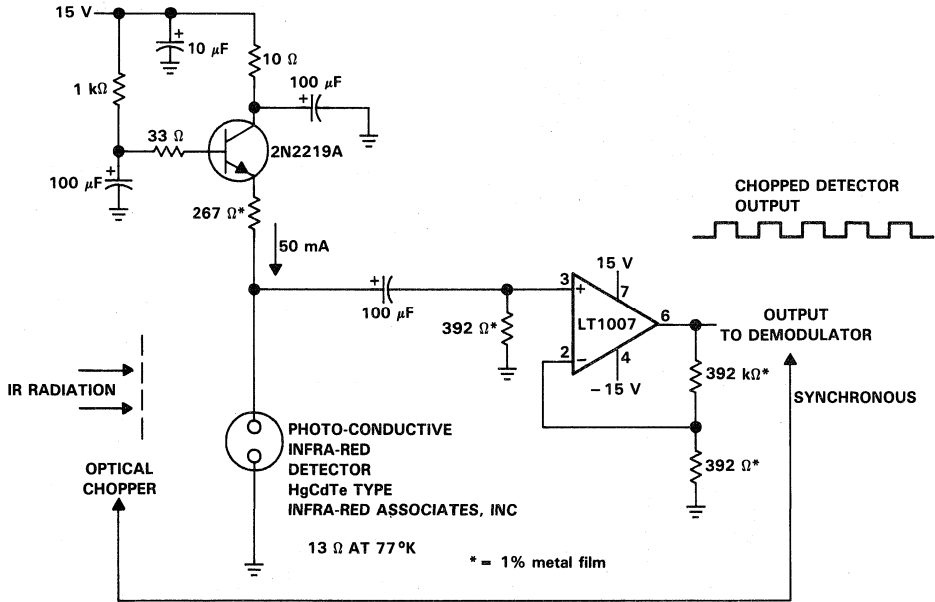 15 V
10 μF
10 Ω
1 kΩ
100 μF
33 Ω
2N2219A
100 μF
267 Ω*
50 mA
CHOPPED DETECTOR
OUTPUT
100 μF
392 Ω*
3
+
15 V
7
LT1007
6
2
−
4
−15 V
OUTPUT
TO DEMODULATOR
392 kΩ*
SYNCHRONOUS
392 Ω*
IR RADIATION
OPTICAL
CHOPPER
PHOTO-CONDUCTIVE
INFRA-RED
DETECTOR
HgCdTe TYPE
INFRA-RED ASSOCIATES, INC
13 Ω AT 77°K
* = 1% metal film